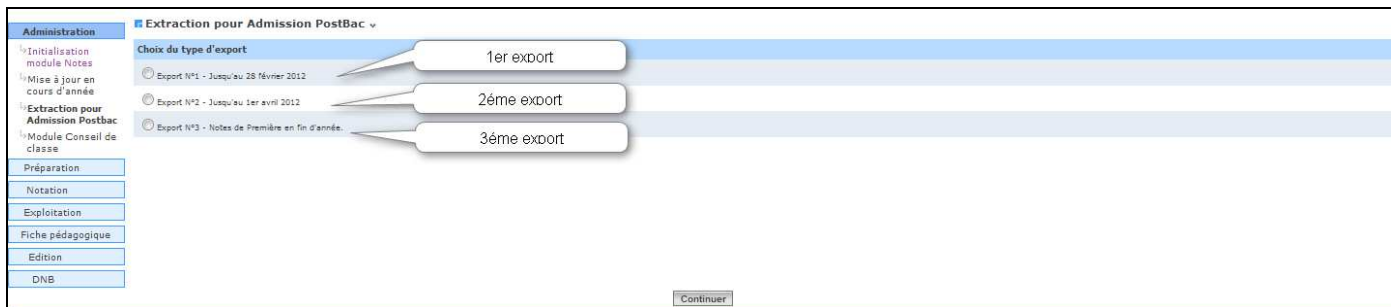 Administration
Initialisation
module Notes
Mise à jour en
cours d'année
Extraction pour
Admission Postbac
Module Conseil de
classe
Préparation
Notation
Exploitation
Fiche pédagogique
Edition
DNB
Extraction pour Admission PostBac
Choix du type d'export
Export N°1 - Jusqu'au 28 février 2012
Export N°2 - Jusqu'au 1er avril 2012
Export N°3 - Notes de Première en fin d'année.
1er export
2éme export
3éme export
Continuer